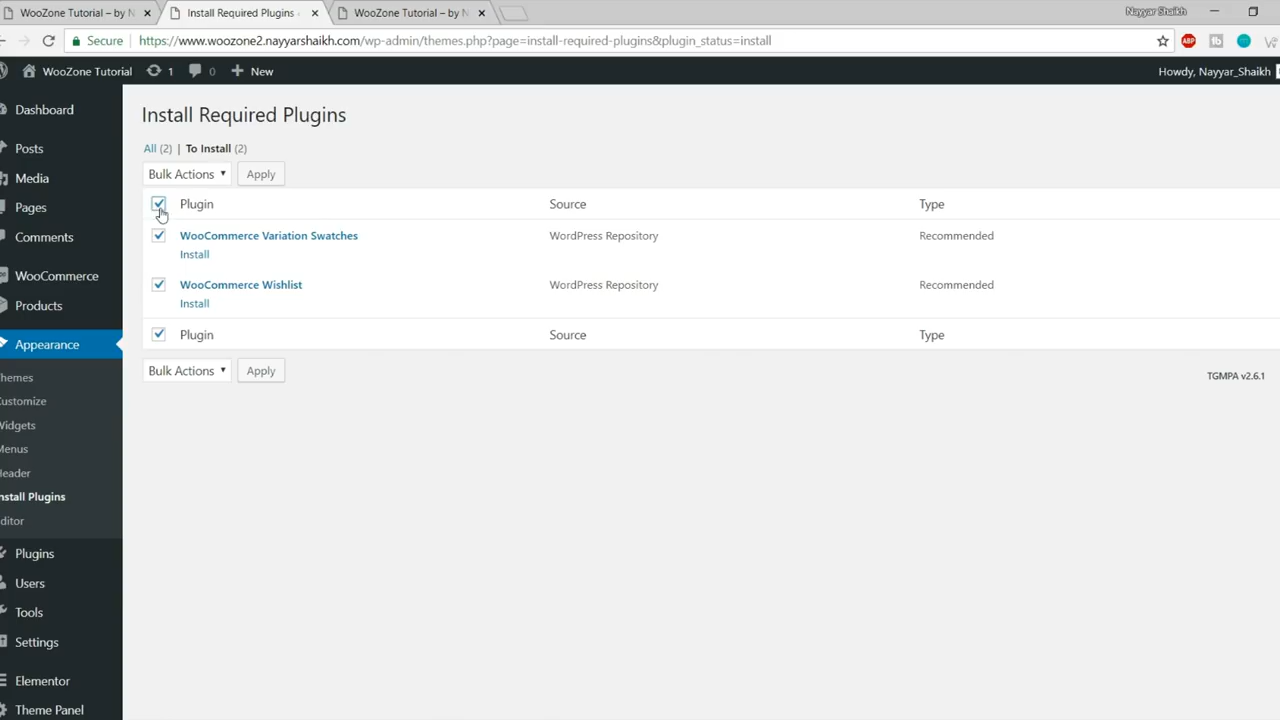 WooZone Tutorial – by N
Install Required Plugins
WooZone Tutorial – by N
Nayyar Shaikh
Secure
https://www.woozone2.nayyarshaikh.com/wp-admin/themes.php?page=install-required-plugins&plugin_status=install
ABP
WooZone Tutorial
1
0
New
Howdy, Nayyar_Shaikh
Dashboard
Posts
Media
Pages
Comments
WooCommerce
Products
Appearance
hemes
ustomize
Vidgets
Menus
leader
nstall Plugins
ditor
Plugins
Users
Tools
Settings
Elementor
Theme Panel
Install Required Plugins
All (2) | To Install (2)
Bulk Actions Apply
Plugin Source Type
WooCommerce Variation Swatches WordPress Repository Recommended
Install
WooCommerce Wishlist WordPress Repository Recommended
Install
Plugin Source Type
Bulk Actions Apply
TGMPA v2.6.1